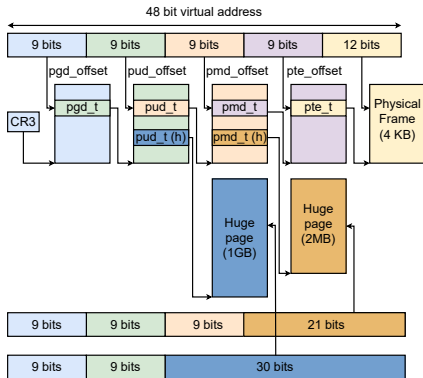 48 bit virtual address
9 bits 9 bits 9 bits 9 bits 12 bits
pgd_offset pud_offset pmd_offset pte_offset
CR3
pgd_t pud_t pmd_t pte_t
pud_t (h) pmd_t (h)
Physical
Frame
(4 KB)
Huge
page
(1GB)
Huge
page
(2MB)
9 bits 9 bits 9 bits 21 bits
9 bits 9 bits 30 bits